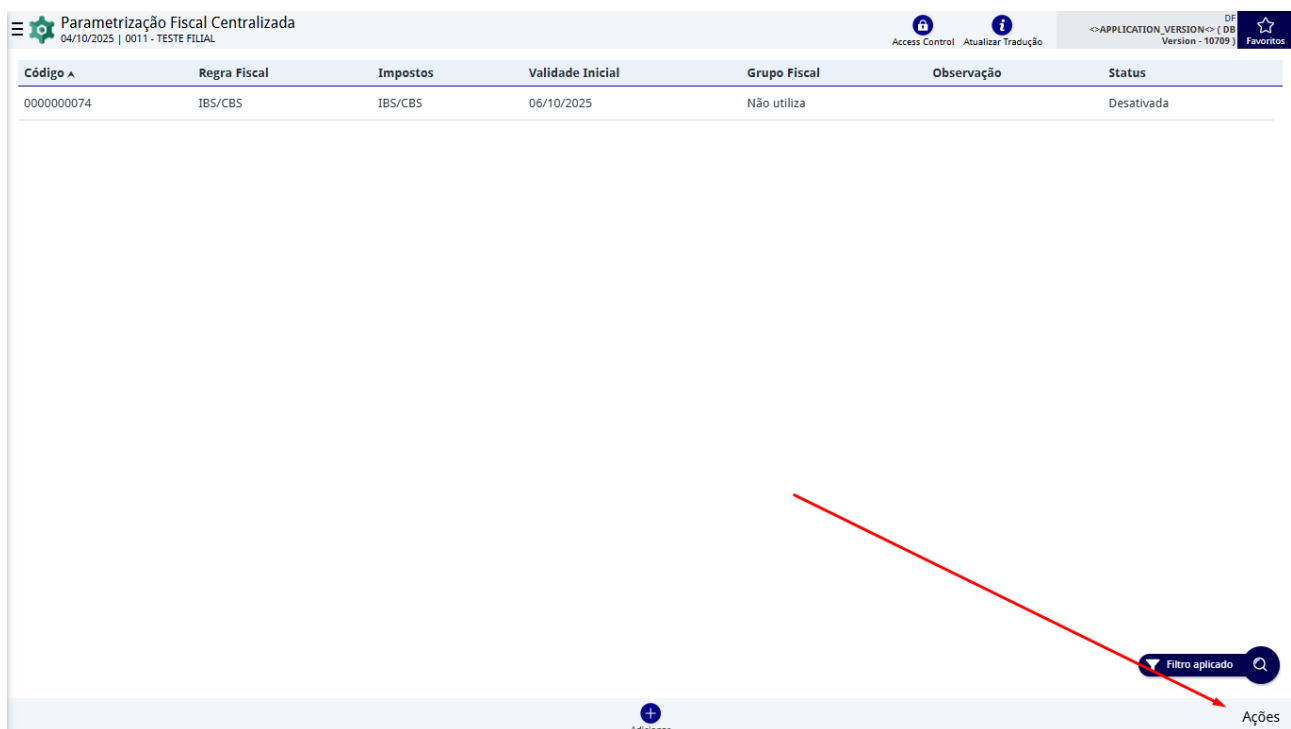 Parametrização Fiscal Centralizada
04/10/2025 | 0011 - TESTE FILIAL
Access Control
Atualizar Tradução
DF
<>APPLICATION_VERSION<> ( DB
Version - 10709 )
Favoritos
Código Regra Fiscal Impostos Validade Inicial Grupo Fiscal Observação Status
0000000074 IBS/CBS IBS/CBS 06/10/2025 Não utiliza Desativada
Filtro aplicado
Adicionar
Ações